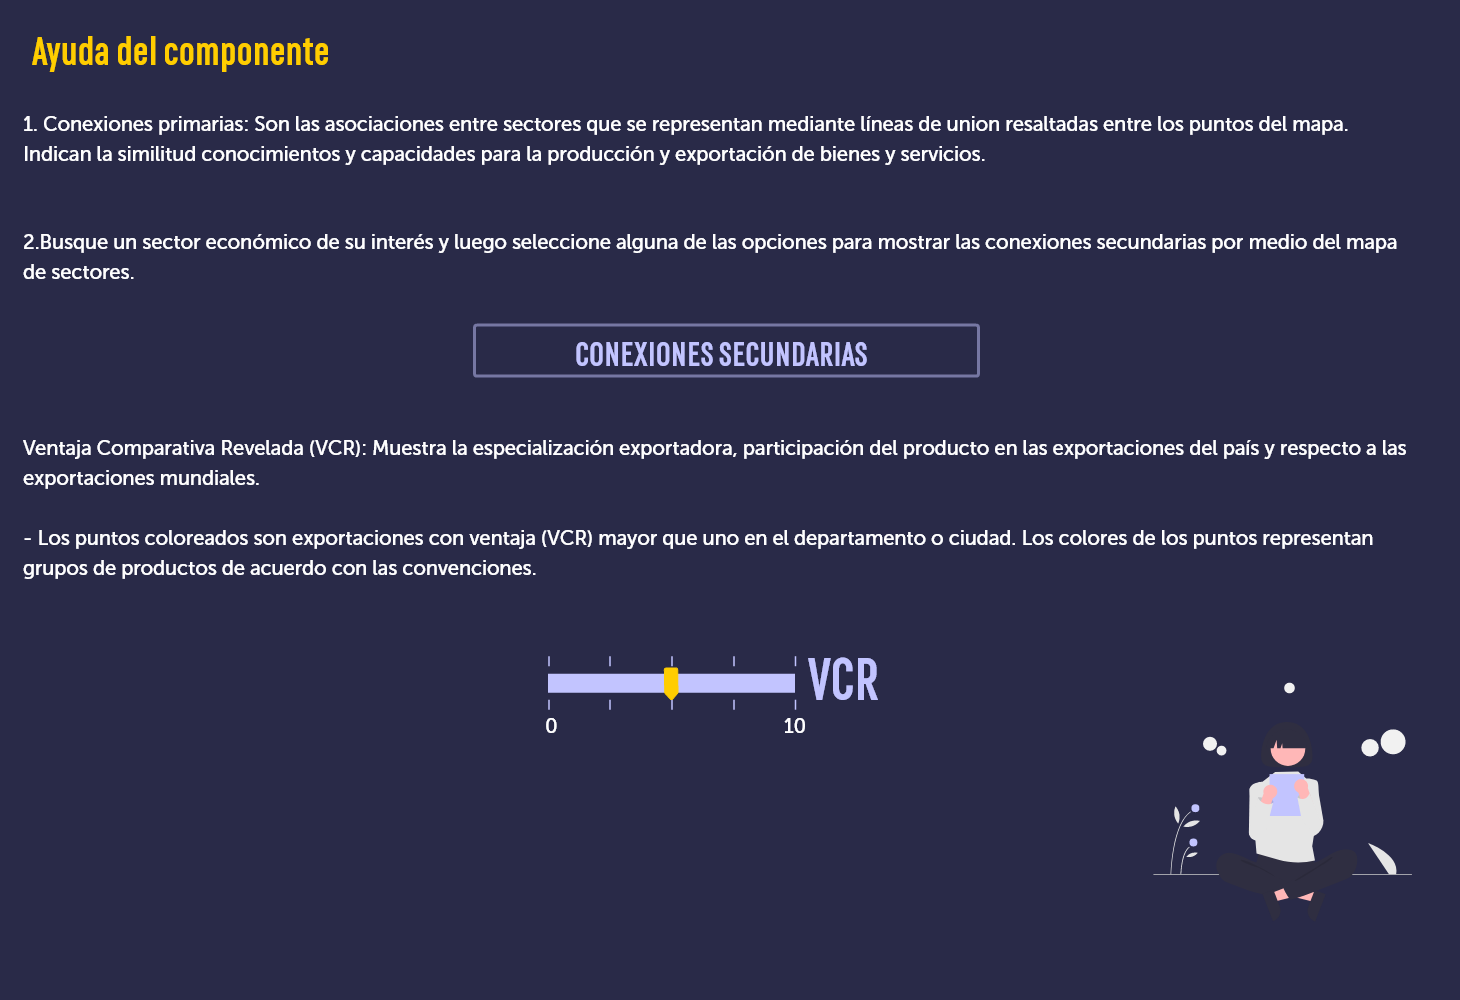 Ayuda del componente
1. Conexiones primarias: Son las asociaciones entre sectores que se representan mediante líneas de union resaltadas entre los puntos del mapa.
Indican la similitud conocimientos y capacidades para la producción y exportación de bienes y servicios.
2.Busque un sector económico de su interés y luego seleccione alguna de las opciones para mostrar las conexiones secundarias por medio del mapa
de sectores.
CONEXIONES SECUNDARIAS
Ventaja Comparativa Revelada (VCR): Muestra la especialización exportadora, participación del producto en las exportaciones del país y respecto a las
exportaciones mundiales.
- Los puntos coloreados son exportaciones con ventaja (VCR) mayor que uno en el departamento o ciudad. Los colores de los puntos representan
grupos de productos de acuerdo con las convenciones.
VCR
0 10